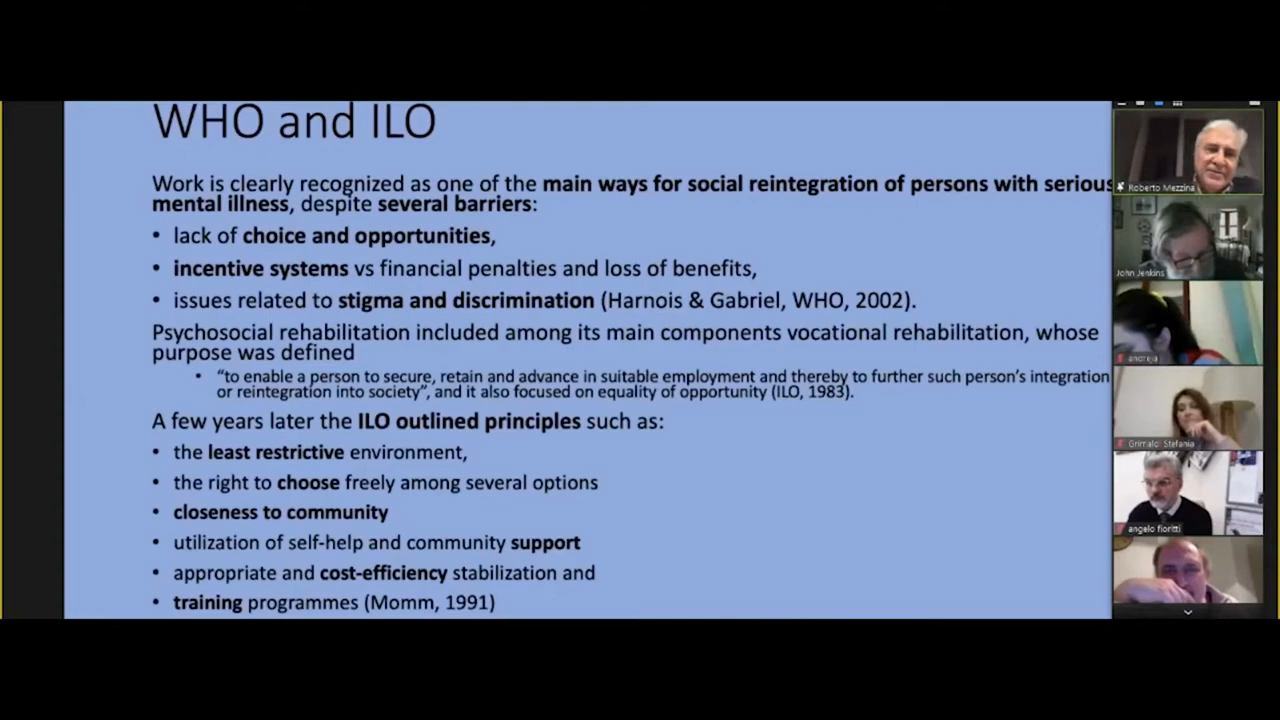 WHO and ILO
Work is clearly recognized as one of the main ways for social reintegration of persons with serious
mental illness, despite several barriers:
• lack of choice and opportunities,
• incentive systems vs financial penalties and loss of benefits,
• issues related to stigma and discrimination (Harnois & Gabriel, WHO, 2002).
Psychosocial rehabilitation included among its main components vocational rehabilitation, whose
purpose was defined
• “to enable a person to secure, retain and advance in suitable employment and thereby to further such person’s integration
or reintegration into society”, and it also focused on equality of opportunity (ILO, 1983).
A few years later the ILO outlined principles such as:
• the least restrictive environment,
• the right to choose freely among several options
• closeness to community
• utilization of self-help and community support
• appropriate and cost-efficiency stabilization and
• training programmes (Momm, 1991)
Roberto Mezzina
John Jenkins
andreja
Grimaldi Stefania
angelo fioritti